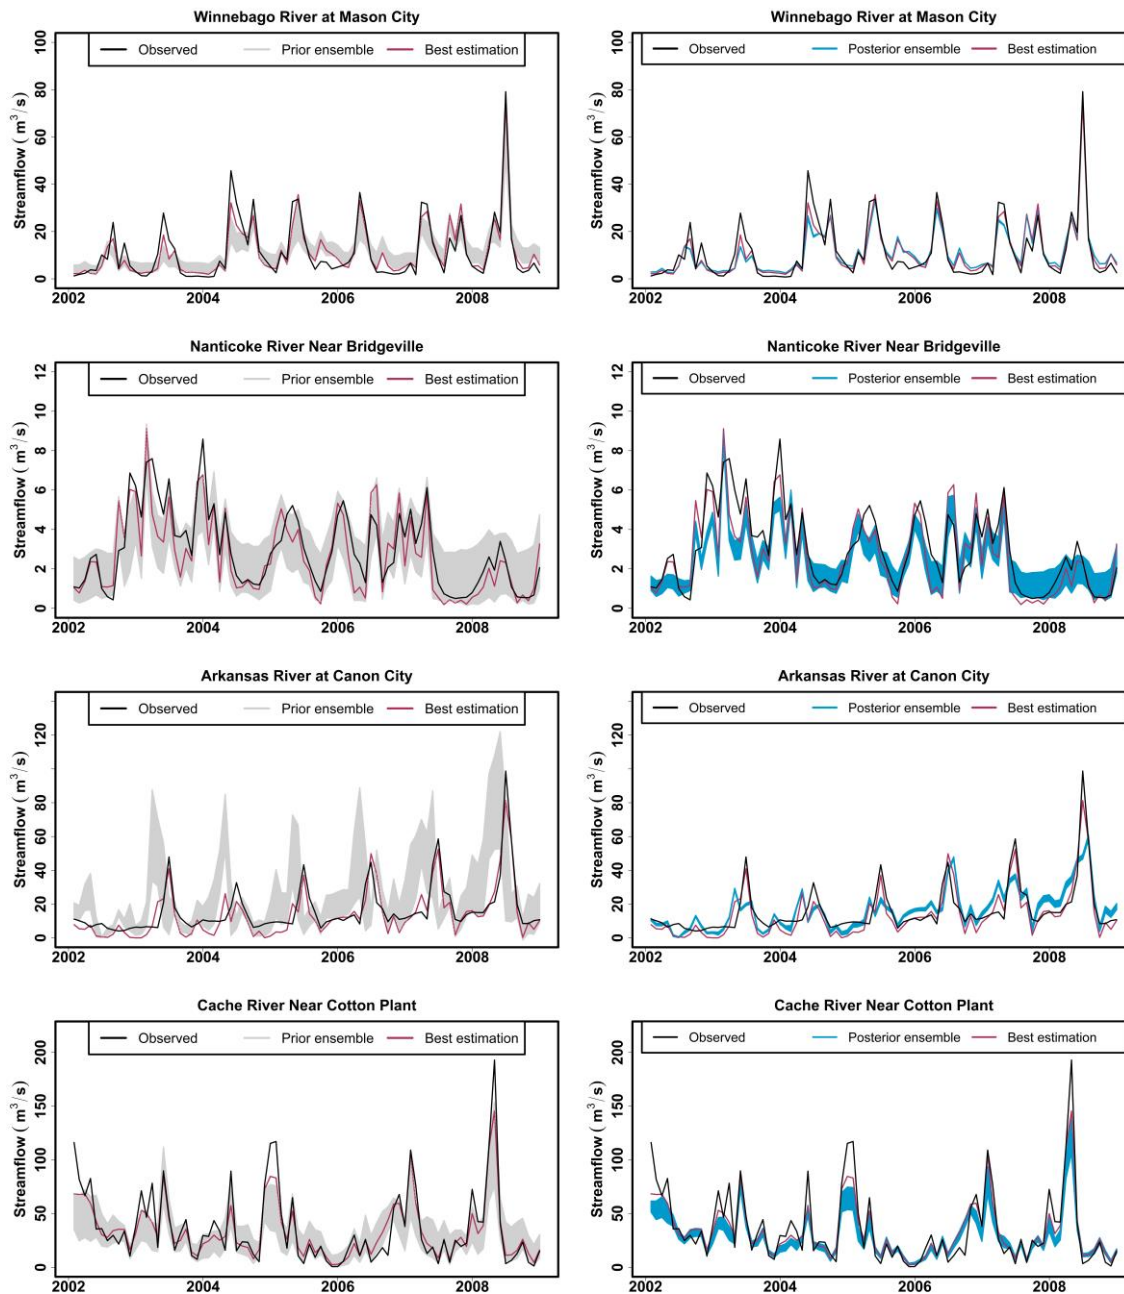 Winnebago River at Mason City
Observed Prior ensemble Best estimation
Streamflow ( m³/s )
100
80
60
40
20
0
2002 2004 2006 2008
Winnebago River at Mason City
Observed Posterior ensemble Best estimation
Streamflow ( m³/s )
100
80
60
40
20
0
2002 2004 2006 2008
Nanticoke River Near Bridgeville
Observed Prior ensemble Best estimation
Streamflow ( m³/s )
12
10
8
6
4
2
0
2002 2004 2006 2008
Nanticoke River Near Bridgeville
Observed Posterior ensemble Best estimation
Streamflow ( m³/s )
12
10
8
6
4
2
0
2002 2004 2006 2008
Arkansas River at Canon City
Observed Prior ensemble Best estimation
Streamflow ( m³/s )
120
80
60
40
20
0
2002 2004 2006 2008
Arkansas River at Canon City
Observed Posterior ensemble Best estimation
Streamflow ( m³/s )
120
80
60
40
20
0
2002 2004 2006 2008
Cache River Near Cotton Plant
Observed Prior ensemble Best estimation
Streamflow ( m³/s )
200
150
100
50
0
2002 2004 2006 2008
Cache River Near Cotton Plant
Observed Posterior ensemble Best estimation
Streamflow ( m³/s )
200
150
100
50
0
2002 2004 2006 2008